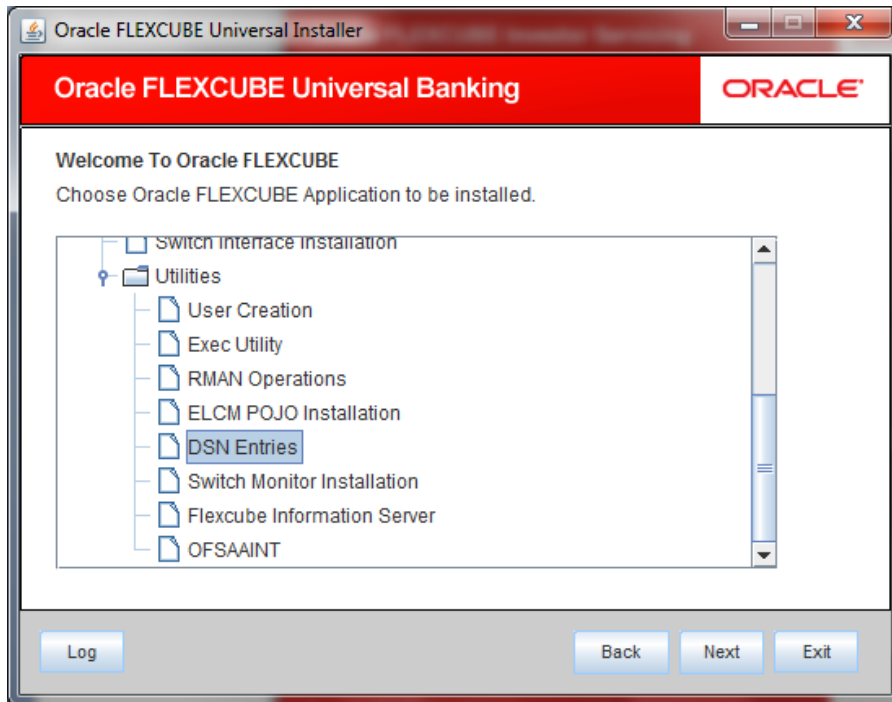 Oracle FLEXCUBE Universal Installer
Oracle FLEXCUBE Universal Banking
ORACLE
Welcome To Oracle FLEXCUBE
Choose Oracle FLEXCUBE Application to be installed.
Switch Interface Installation
Utilities
User Creation
Exec Utility
RMAN Operations
ELCM POJO Installation
DSN Entries
Switch Monitor Installation
Flexcube Information Server
OFSAAINT
Log
Back
Next
Exit